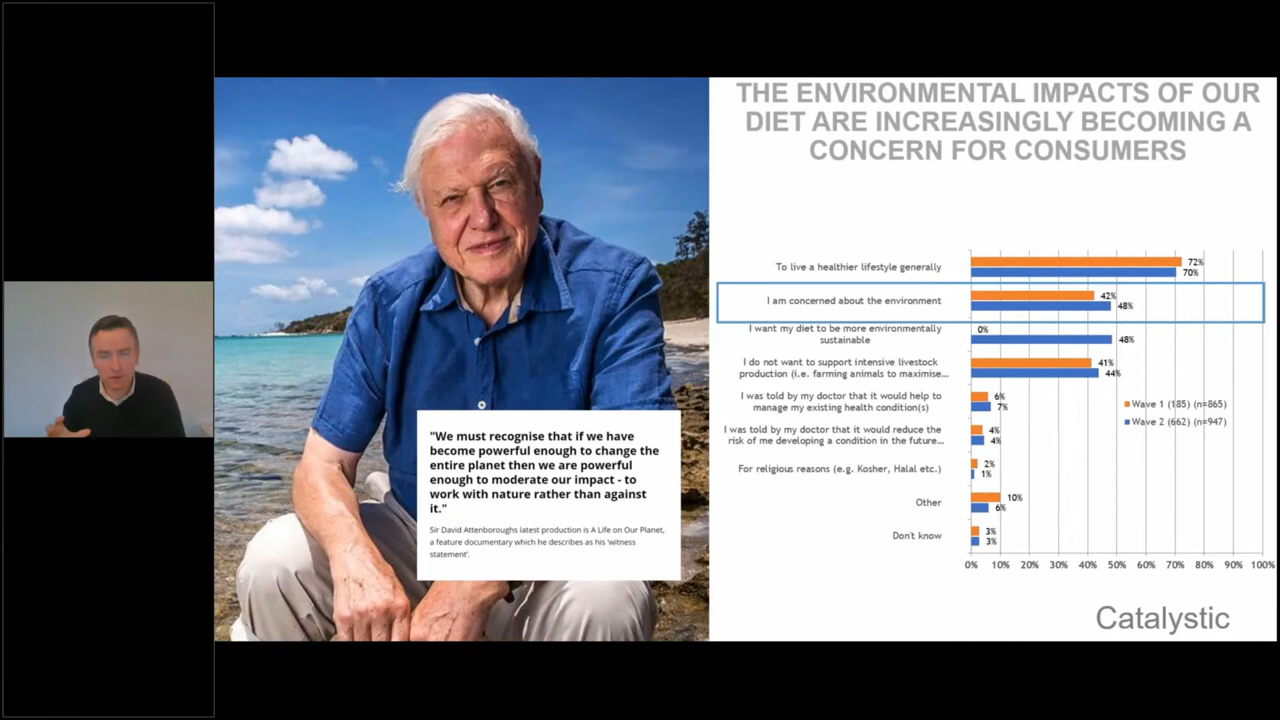 THE ENVIRONMENTAL IMPACTS OF OUR
DIET ARE INCREASINGLY BECOMING A
CONCERN FOR CONSUMERS
"We must recognise that if we have
become powerful enough to change the
entire planet then we are powerful
enough to moderate our impact - to
work with nature rather than against
it."
Sir David Attenboroughs latest production is A Life on Our Planet,
a feature documentary which he describes as his 'witness
statement'.
To live a healthier lifestyle generally
72%
70%
I am concerned about the environment
42%
48%
I want my diet to be more environmentally
sustainable
0%
48%
I do not want to support intensive livestock
production (i.e. farming animals to maximise...
41%
44%
I was told by my doctor that it would help to
manage my existing health condition(s)
6%
7%
I was told by my doctor that it would reduce the
risk of me developing a condition in the future...
4%
4%
For religious reasons (e.g. Kosher, Halal etc.)
2%
1%
Other
10%
6%
Don't know
3%
3%
Wave 1 (185) (n=865)
Wave 2 (662) (n=947)
0% 10% 20% 30% 40% 50% 60% 70% 80% 90% 100%
Catalystic